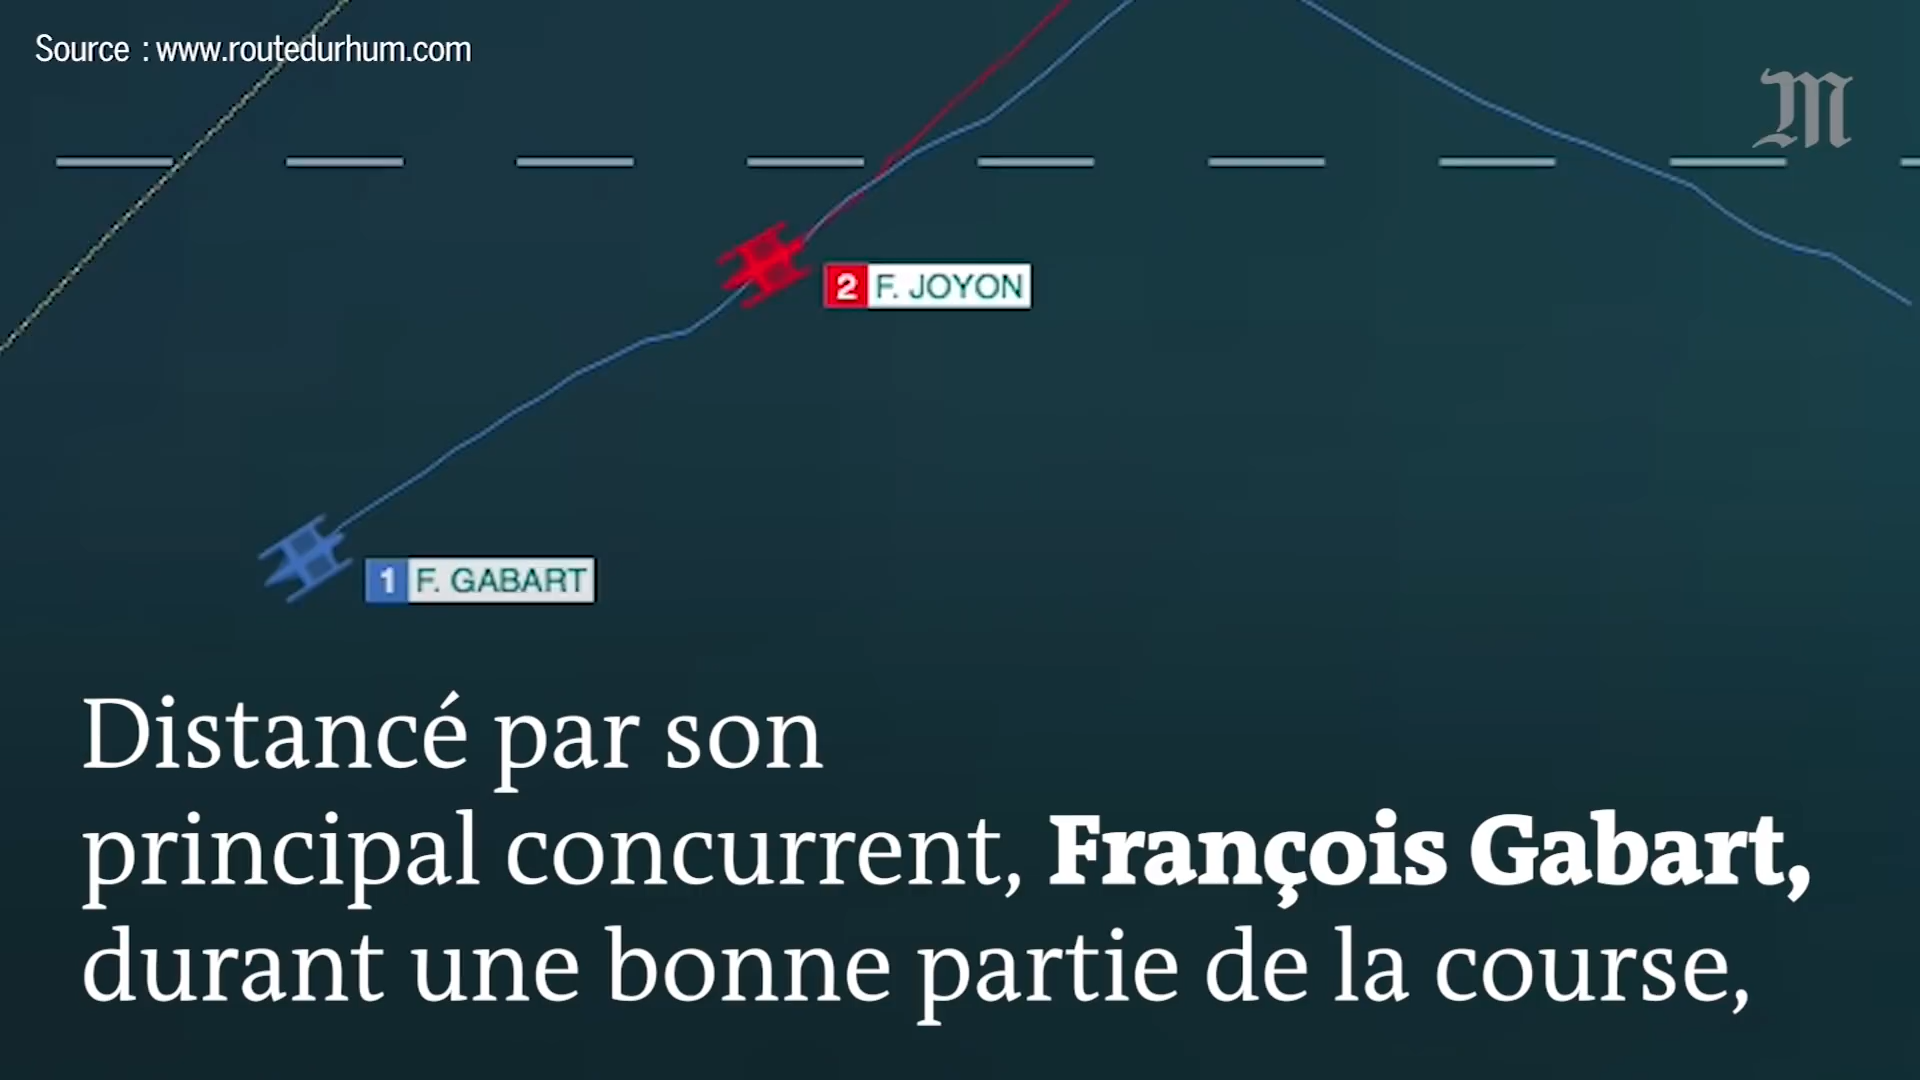 Source : www.routedurhum.com
M
2 F. JOYON
1 F. GABART
Distancé par son
principal concurrent, François Gabart,
durant une bonne partie de la course,